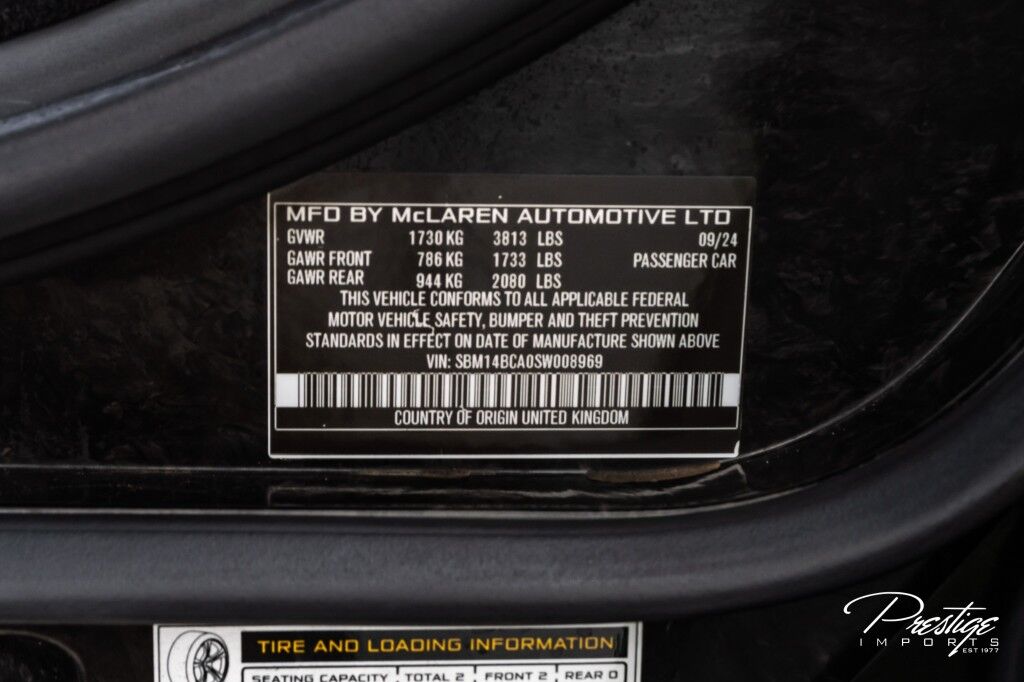 MFD BY McLAREN AUTOMOTIVE LTD
GVWR 1730 KG 3813 LBS 09/24
GAWR FRONT 786 KG 1733 LBS PASSENGER CAR
GAWR REAR 944 KG 2080 LBS
THIS VEHICLE CONFORMS TO ALL APPLICABLE FEDERAL
MOTOR VEHICLE SAFETY, BUMPER AND THEFT PREVENTION
STANDARDS IN EFFECT ON DATE OF MANUFACTURE SHOWN ABOVE
VIN: SBM14BCA0SW008969
COUNTRY OF ORIGIN UNITED KINGDOM
TIRE AND LOADING INFORMATION
SEATING CAPACITY TOTAL 2 FRONT 2 REAR 0
Prestige
IMPORTS
EST 1977